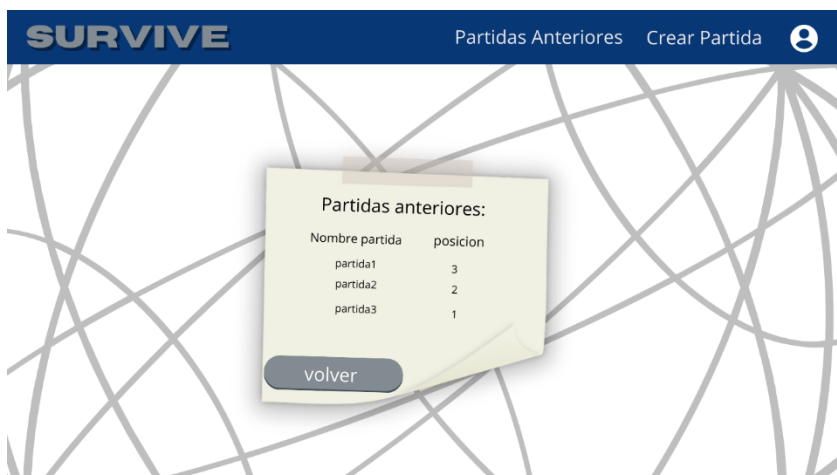 SURVIVE Partidas Anteriores Crear Partida
Partidas anteriores:
Nombre partida posicion
partida1 3
partida2 2
partida3 1
volver